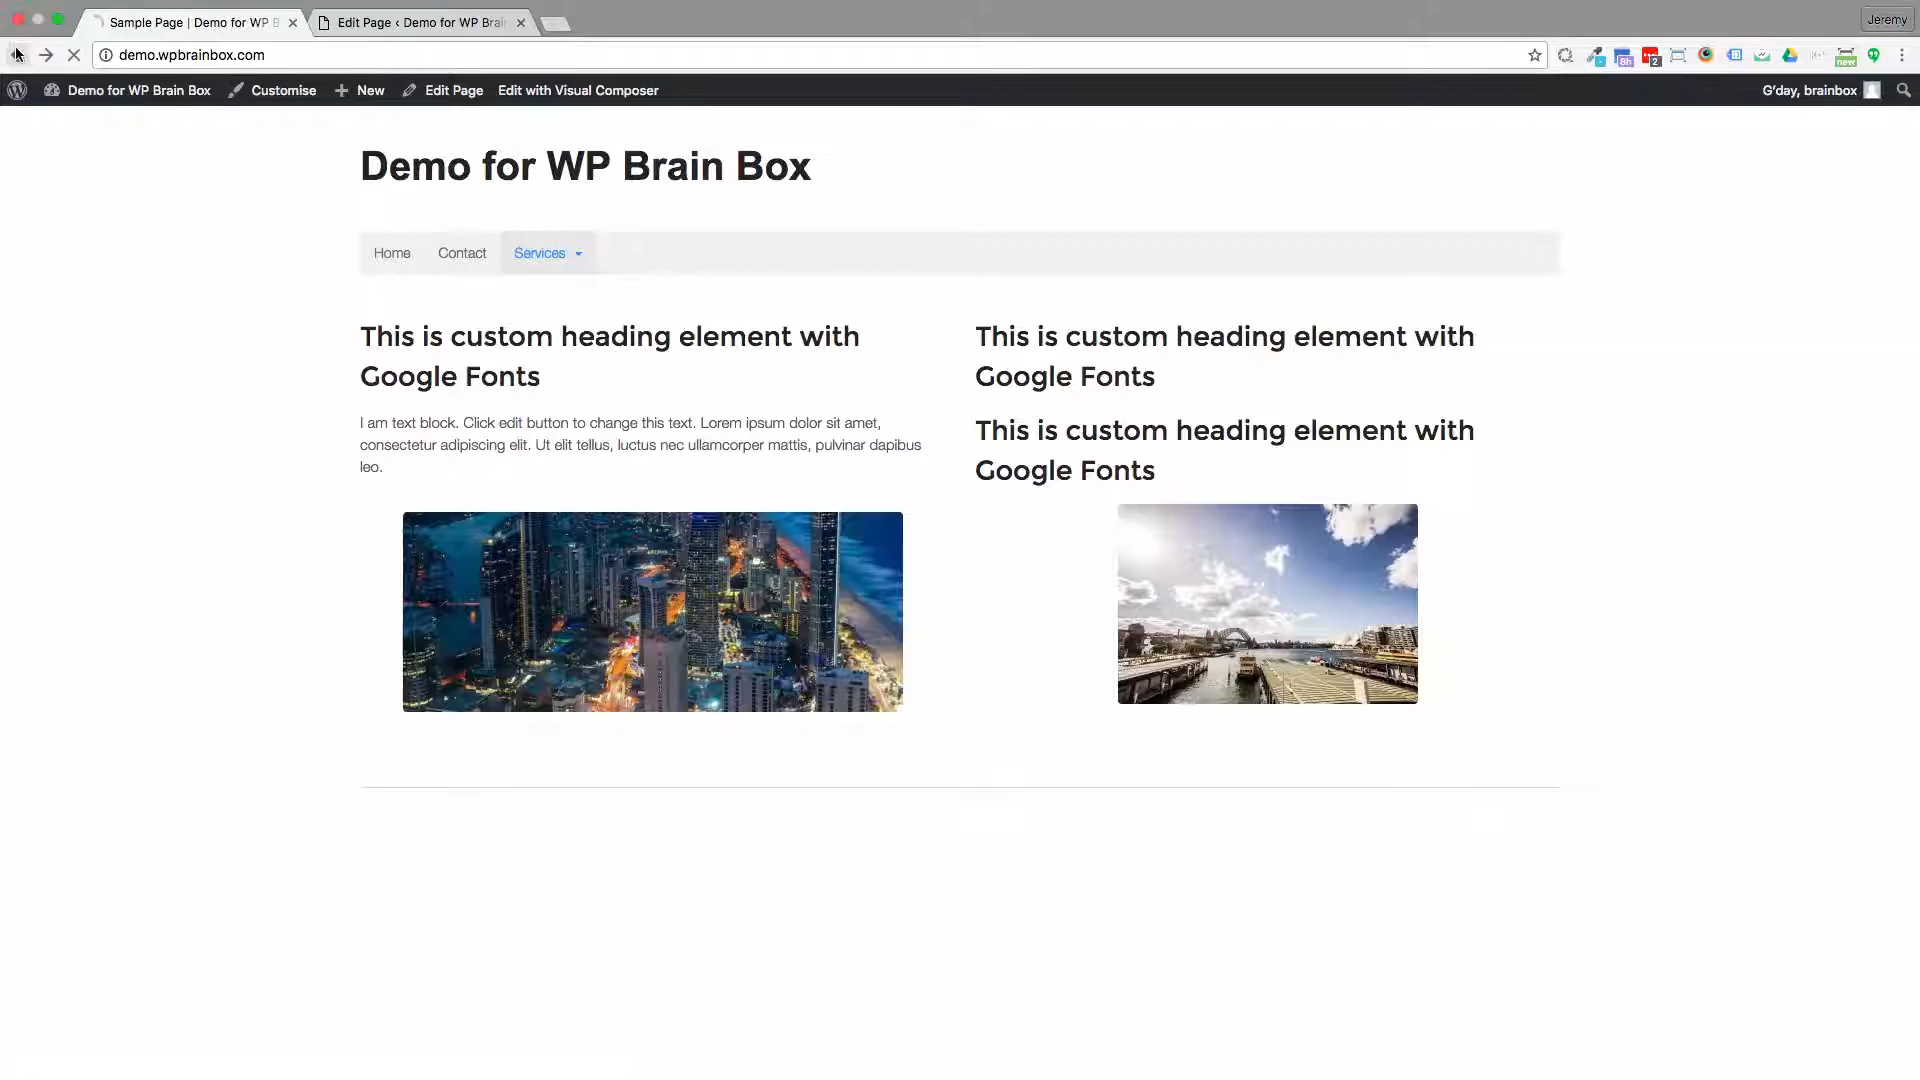 Sample Page | Demo for WP B
Edit Page ‹ Demo for WP Brai
Jeremy
demo.wpbrainbox.com
8h
2
new
Demo for WP Brain Box
Customise
New
Edit Page
Edit with Visual Composer
G'day, brainbox
Demo for WP Brain Box
Home
Contact
Services
This is custom heading element with
Google Fonts
I am text block. Click edit button to change this text. Lorem ipsum dolor sit amet,
consectetur adipiscing elit. Ut elit tellus, luctus nec ullamcorper mattis, pulvinar dapibus
leo.
This is custom heading element with
Google Fonts
This is custom heading element with
Google Fonts